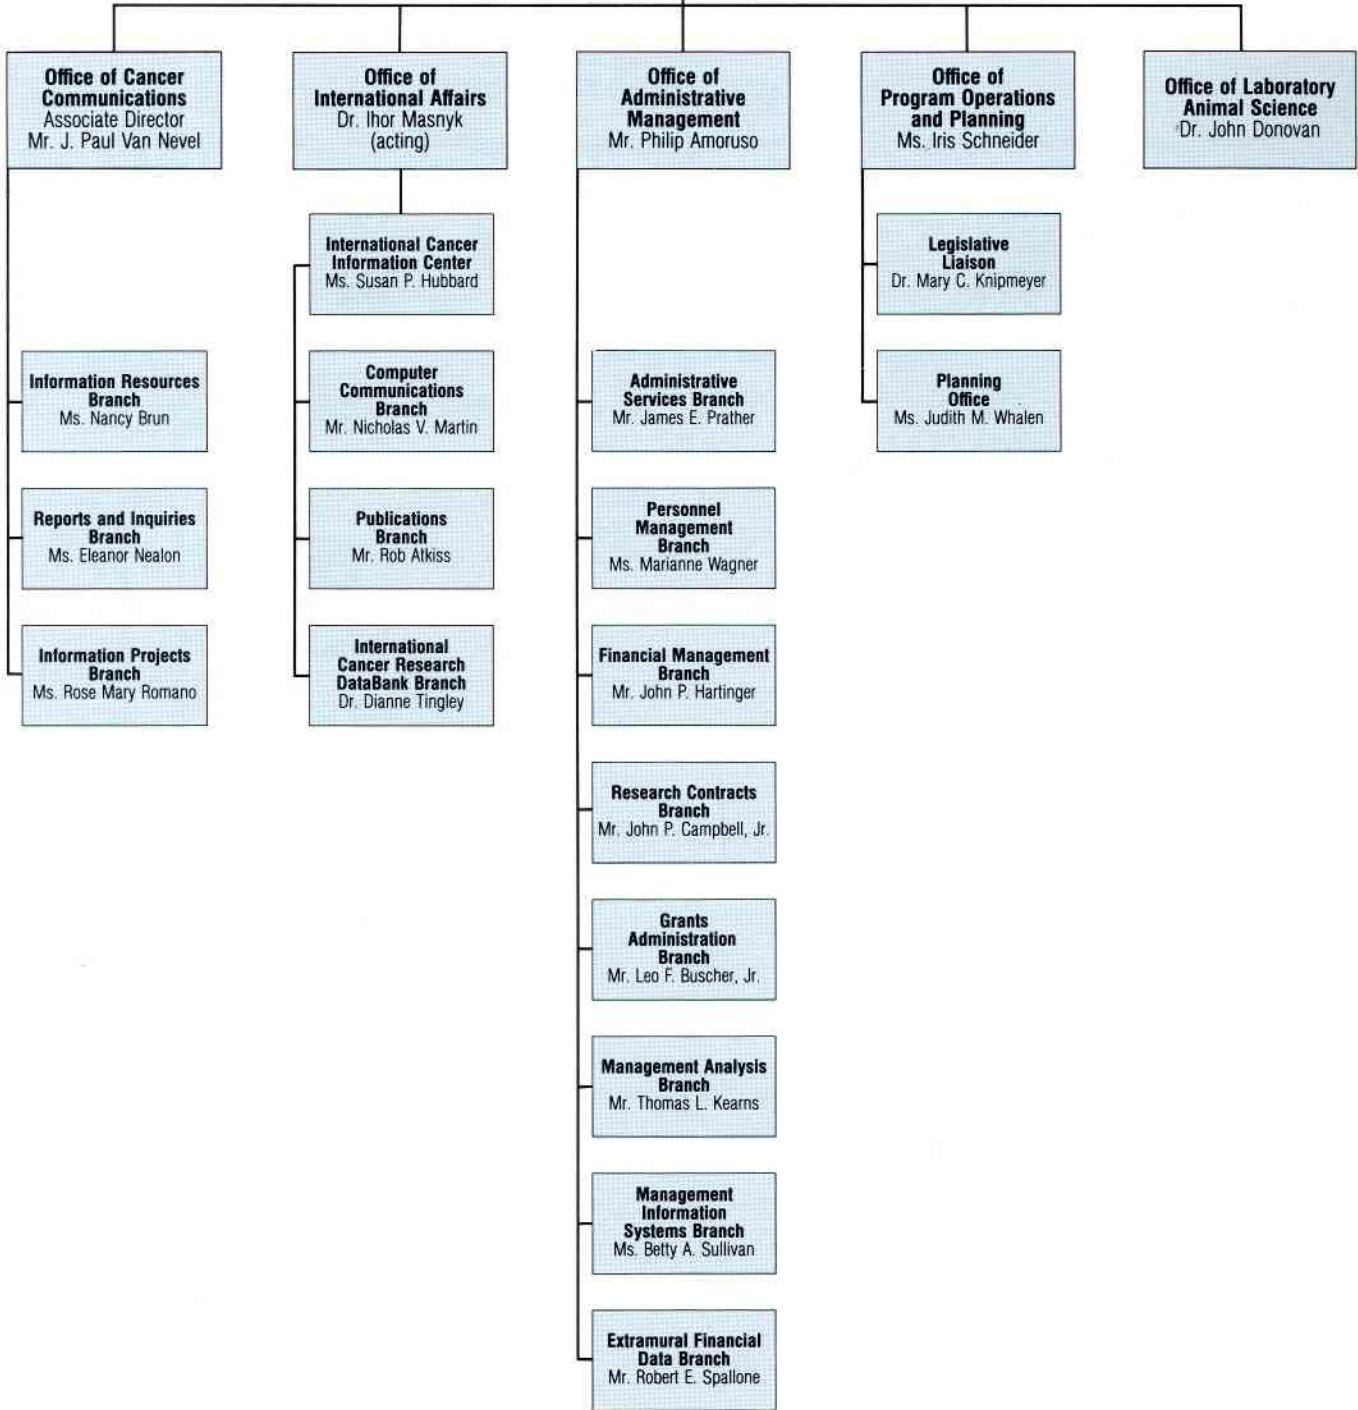 Office of Cancer
Communications
Associate Director
Mr. J. Paul Van Nevel
Office of
International Affairs
Dr. Ihor Masnyk
(acting)
Office of
Administrative
Management
Mr. Philip Amoruso
Office of
Program Operations
and Planning
Ms. Iris Schneider
Office of Laboratory
Animal Science
Dr. John Donovan
International Cancer
Information Center
Ms. Susan P. Hubbard
Legislative
Liaison
Dr. Mary C. Knipmeyer
Information Resources
Branch
Ms. Nancy Brun
Computer
Communications
Branch
Mr. Nicholas V. Martin
Administrative
Services Branch
Mr. James E. Prather
Planning
Office
Ms. Judith M. Whalen
Reports and Inquiries
Branch
Ms. Eleanor Nealon
Publications
Branch
Mr. Rob Atkiss
Personnel
Management
Branch
Ms. Marianne Wagner
Information Projects
Branch
Ms. Rose Mary Romano
International
Cancer Research
DataBank Branch
Dr. Dianne Tingley
Financial Management
Branch
Mr. John P. Hartinger
Research Contracts
Branch
Mr. John P. Campbell, Jr.
Grants
Administration
Branch
Mr. Leo F. Buscher, Jr.
Management Analysis
Branch
Mr. Thomas L. Kearns
Management
Information
Systems Branch
Ms. Betty A. Sullivan
Extramural Financial
Data Branch
Mr. Robert E. Spallone